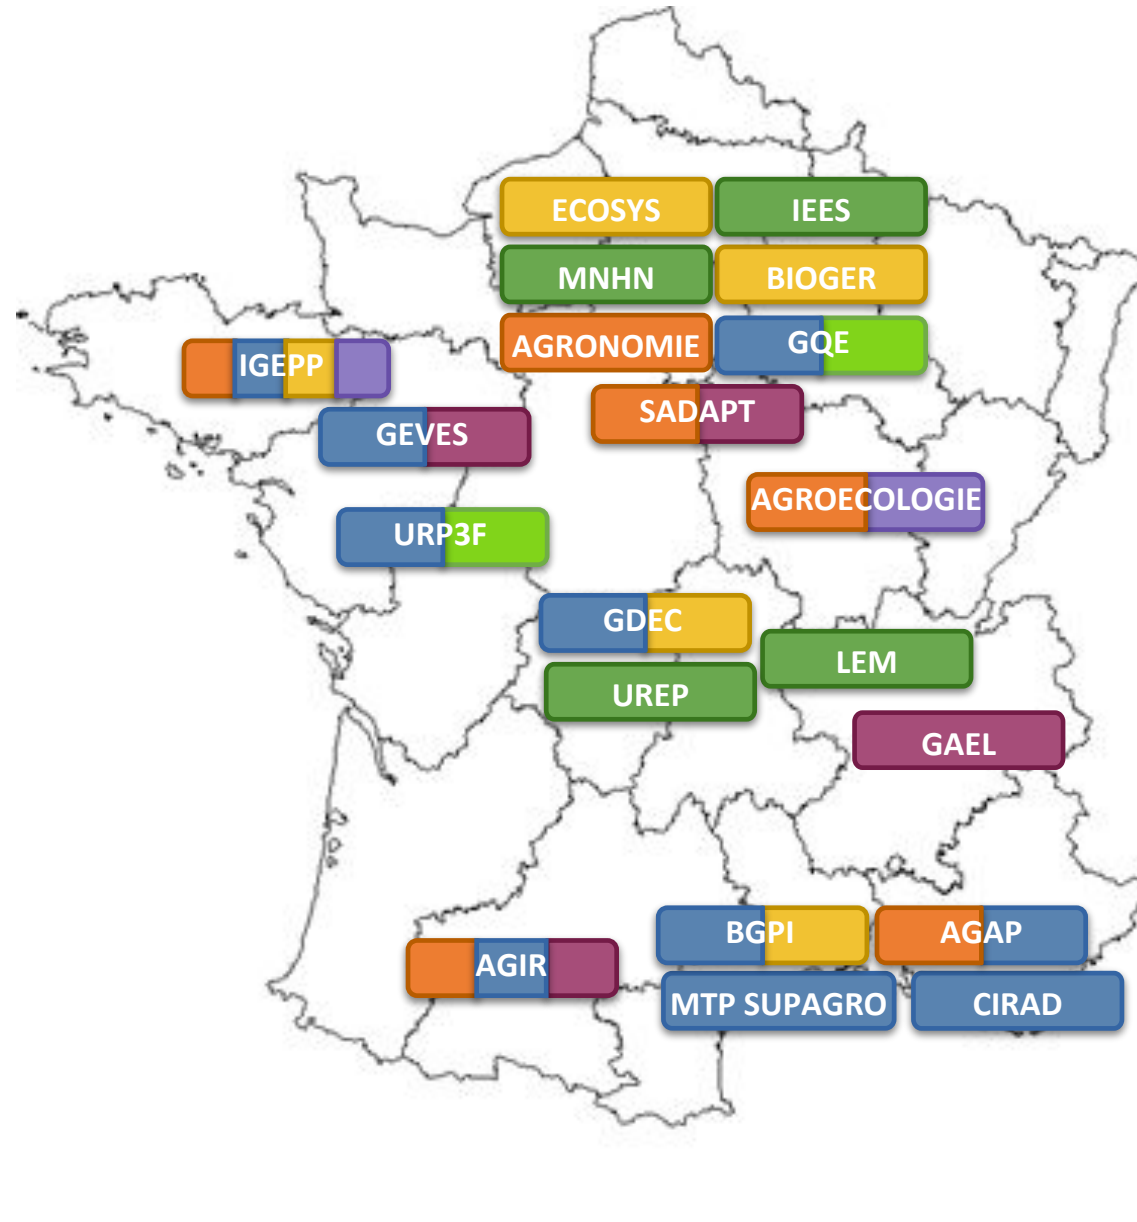 ECOSYS
IEES
MNHN
BIOGER
AGRONOMIE
GQE
IGEPP
SADAPT
GEVES
AGROECOLOGIE
URP3F
GDEC
LEM
UREP
GAEL
BGPI
AGAP
AGIR
MTP SUPAGRO
CIRAD